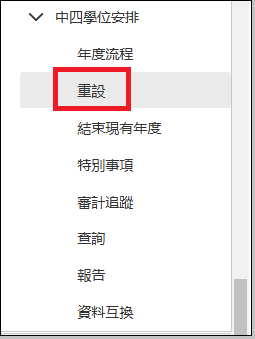 中四學位安排
年度流程
重設
結束現有年度
特別事項
審計追蹤
查詢
報告
資料互換